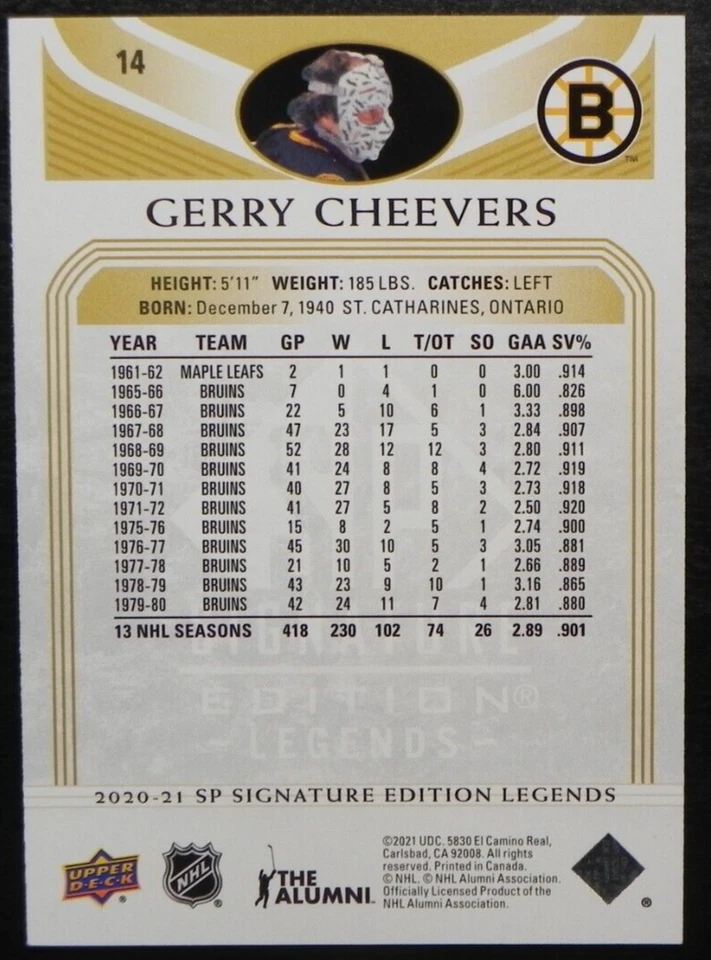 14
B
TM
GERRY CHEEVERS
HEIGHT: 5'11" WEIGHT: 185 LBS. CATCHES: LEFT
BORN: December 7, 1940 ST. CATHARINES, ONTARIO
YEAR TEAM GP W L T/OT SO GAA SV%
1961-62 MAPLE LEAFS 2 1 1 0 0 3.00 .914
1965-66 BRUINS 7 0 4 1 0 6.00 .826
1966-67 BRUINS 22 5 10 6 1 3.33 .898
1967-68 BRUINS 47 23 17 5 3 2.84 .907
1968-69 BRUINS 52 28 12 12 3 2.80 .911
1969-70 BRUINS 41 24 8 8 4 2.72 .919
1970-71 BRUINS 40 27 8 5 3 2.73 .918
1971-72 BRUINS 41 27 5 8 2 2.50 .920
1975-76 BRUINS 15 8 2 5 1 2.74 .900
1976-77 BRUINS 45 30 10 5 3 3.05 .881
1977-78 BRUINS 21 10 5 2 1 2.66 .889
1978-79 BRUINS 43 23 9 10 1 3.16 .865
1979-80 BRUINS 42 24 11 7 4 2.81 .880
13 NHL SEASONS 418 230 102 74 26 2.89 .901
SIGNATURE
EDITION®
-LEGENDS-
2020-21 SP SIGNATURE EDITION LEGENDS
UPPER
D·E·C·K
®
NHL
®
THE
ALUMNI™
©2021 UDC. 5830 El Camino Real,
Carlsbad, CA 92008. All rights
reserved. Printed in Canada.
© NHL. © NHL Alumni Association.
Officially Licensed Product of the
NHL Alumni Association.
®